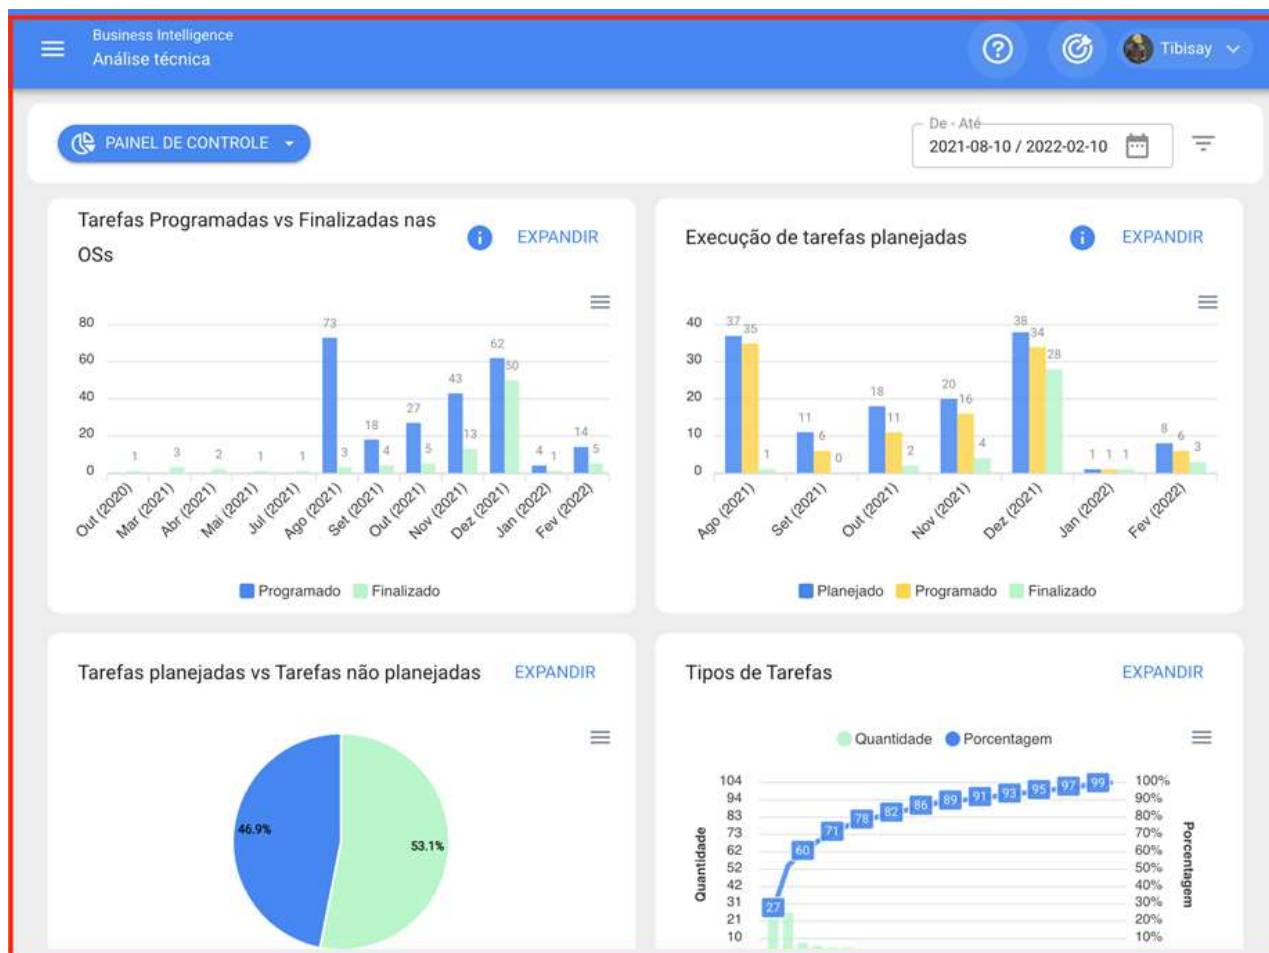 Business Intelligence
Análise técnica
Tibisay
PAINEL DE CONTROLE
De - Até
2021-08-10 / 2022-02-10
Tarefas Programadas vs Finalizadas nas
OSs
EXPANDIR
80
60
40
20
0
1
3
2
1
1
73
3
18
4
27
5
43
13
62
50
4
1
14
5
Out (2020)
Mar (2021)
Abr (2021)
Mai (2021)
Jul (2021)
Ago (2021)
Set (2021)
Out (2021)
Nov (2021)
Dez (2021)
Jan (2022)
Fev (2022)
Programado
Finalizado
Execução de tarefas planejadas
EXPANDIR
40
30
20
10
0
37
35
1
11
6
0
18
11
2
20
16
4
38
34
28
1
1
1
8
6
3
Ago (2021)
Set (2021)
Out (2021)
Nov (2021)
Dez (2021)
Jan (2022)
Fev (2022)
Planejado
Programado
Finalizado
Tarefas planejadas vs Tarefas não planejadas
EXPANDIR
46.9%
53.1%
Tipos de Tarefas
EXPANDIR
Quantidade
Porcentagem
Quantidade
104
94
83
73
62
52
42
31
21
10
27
60
71
78
82
86
89
91
93
95
97
99
100%
90%
80%
70%
60%
50%
40%
30%
20%
10%
Porcentagem